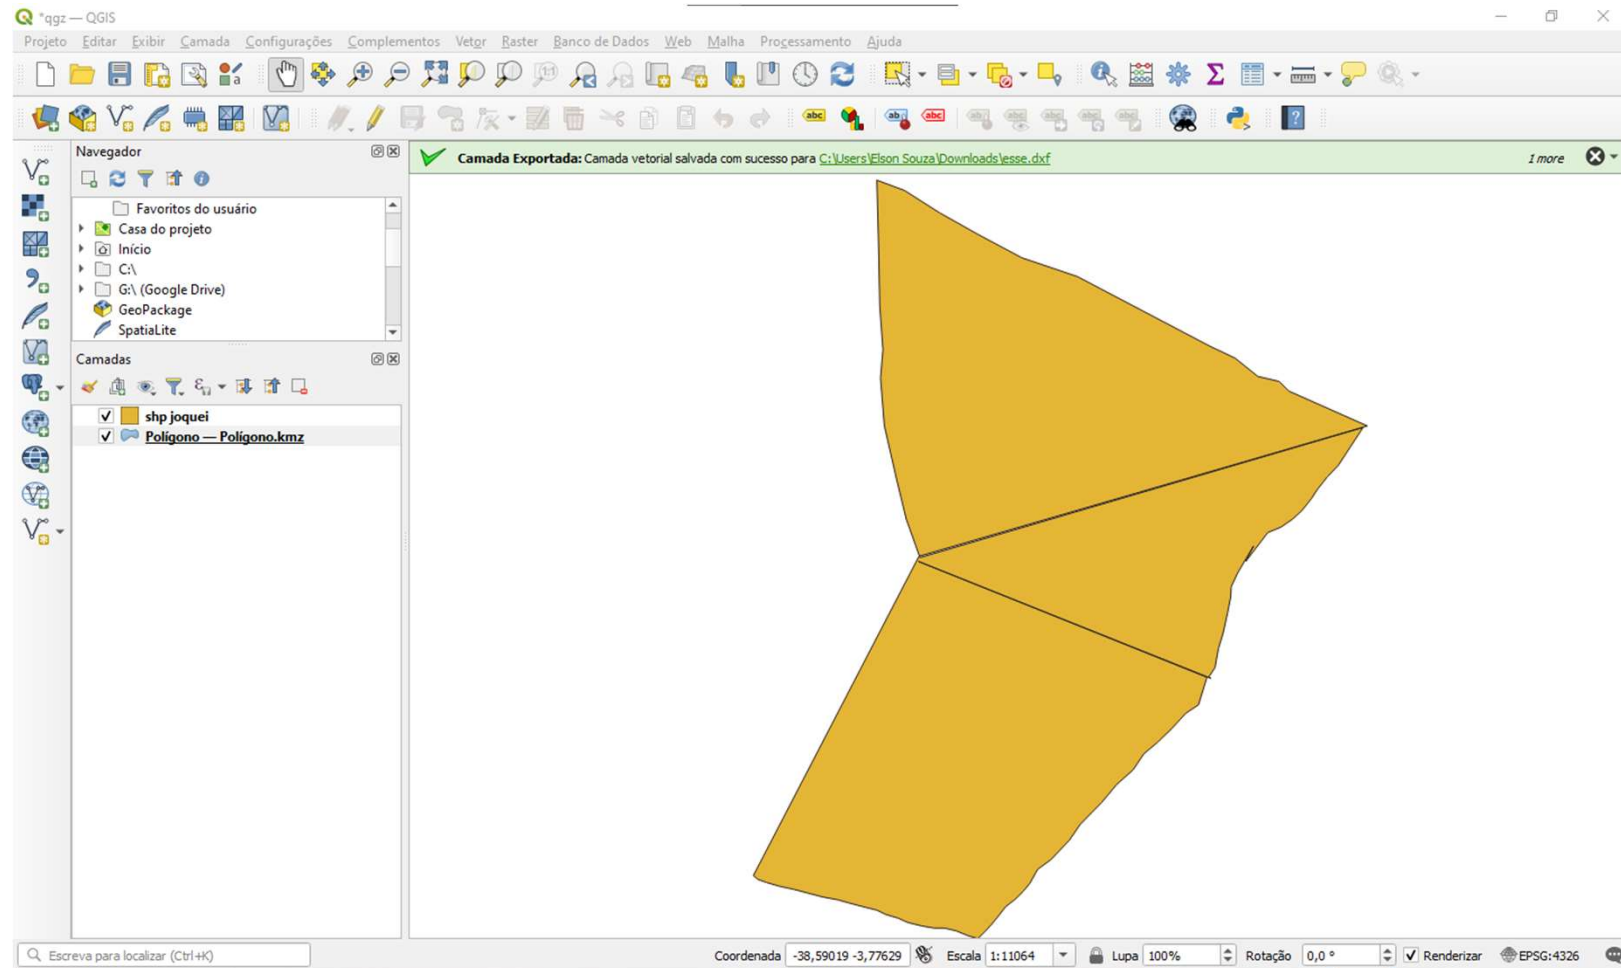 *qgz — QGIS
Projeto Editar Exibir Camada Configurações Complementos Vetor Raster Banco de Dados Web Malha Processamento Ajuda
Navegador
Favoritos do usuário
Casa do projeto
Início
C:\
G:\ (Google Drive)
GeoPackage
SpatiaLite
Camadas
shp joquei
Polígono — Polígono.kmz
Camada Exportada: Camada vetorial salvada com sucesso para C:\Users\Elson Souza\Downloads\esse.dxf
1 more
Escreva para localizar (Ctrl+K)
Coordenada -38,59019 -3,77629 Escala 1:11064 Lupa 100% Rotação 0,0 ° Renderizar EPSG:4326